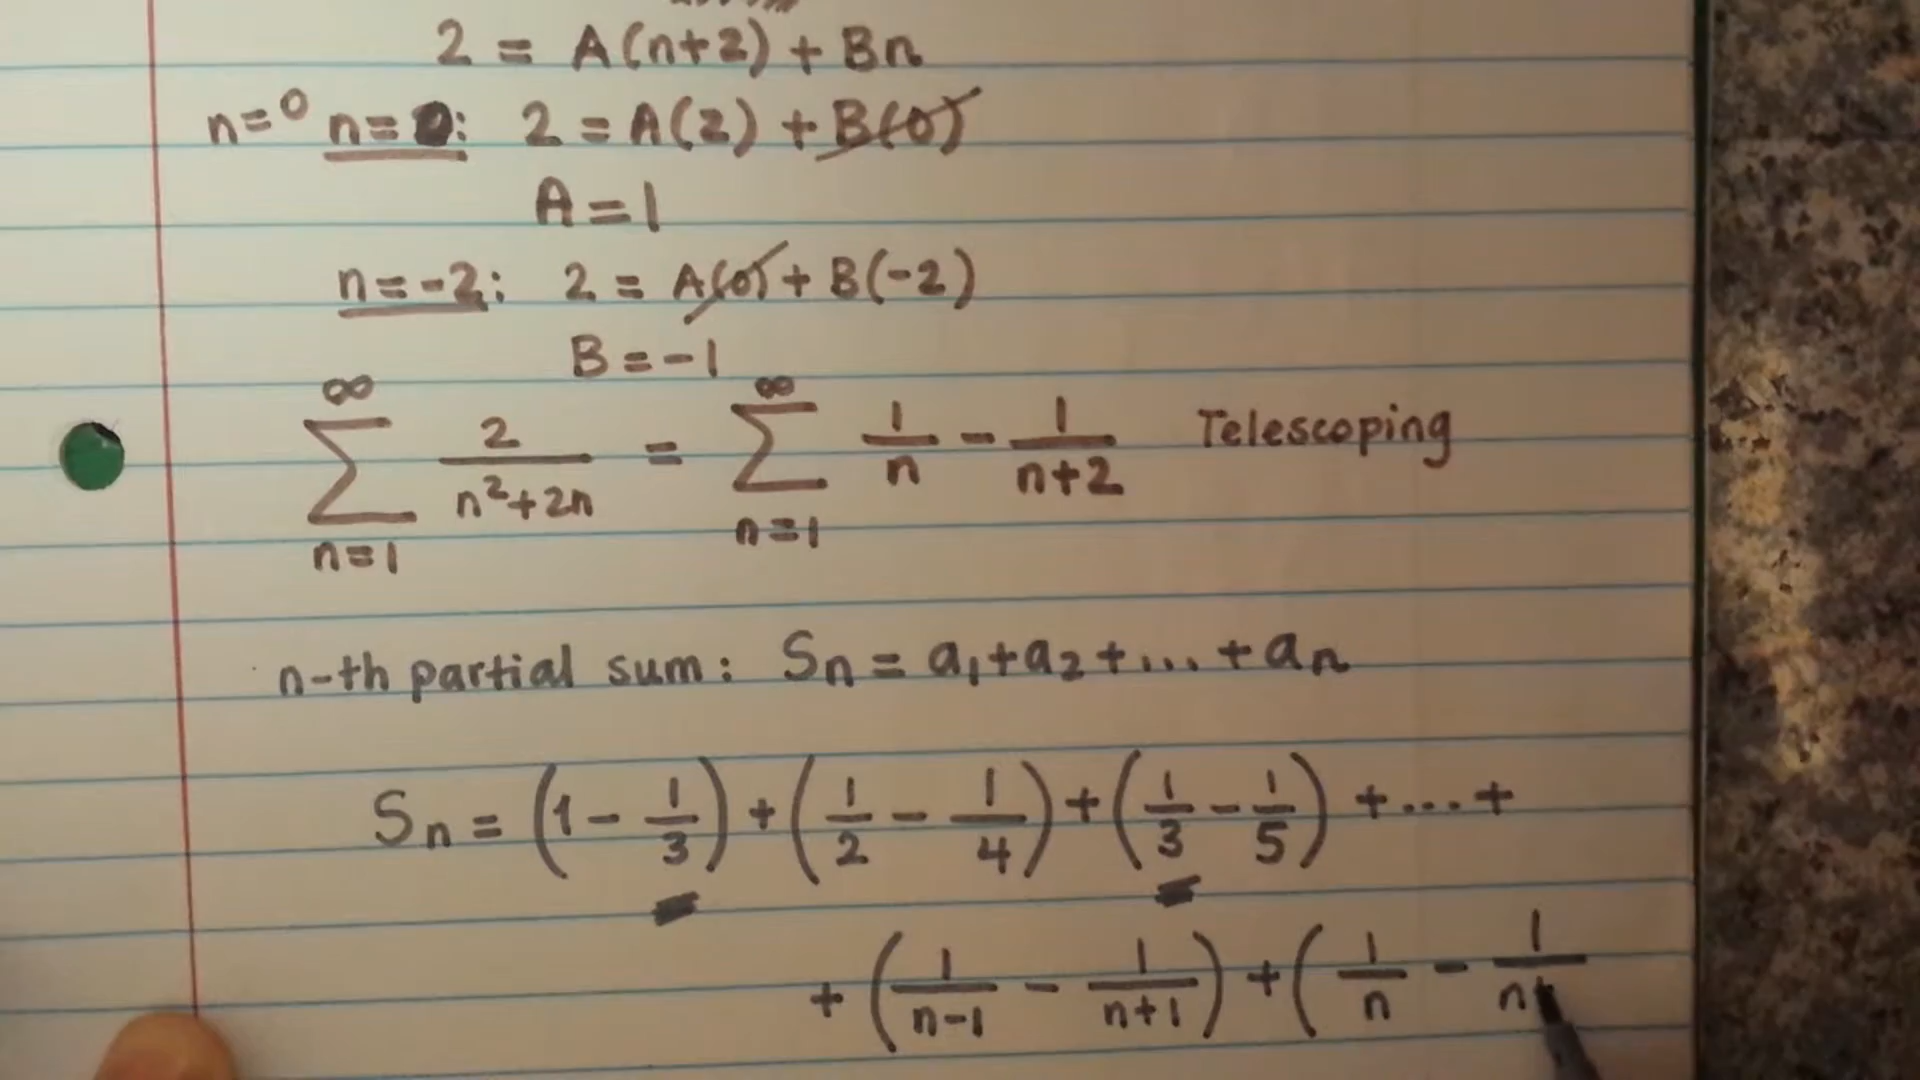 2 = A(n+2) + Bn
n=0 n=0: 2 = A(2) + B(0)
A = 1
n=-2: 2 = A(0) + B(-2)
B = -1
∑_{n=1}^{∞} 2/(n²+2n) = ∑_{n=1}^{∞} 1/n - 1/(n+2) Telescoping
n-th partial sum: Sn = a₁+a₂+...+an
Sn = (1 - 1/3) + (1/2 - 1/4) + (1/3 - 1/5) + ... +
+ (1/(n-1) - 1/(n+1)) + (1/n - 1/n